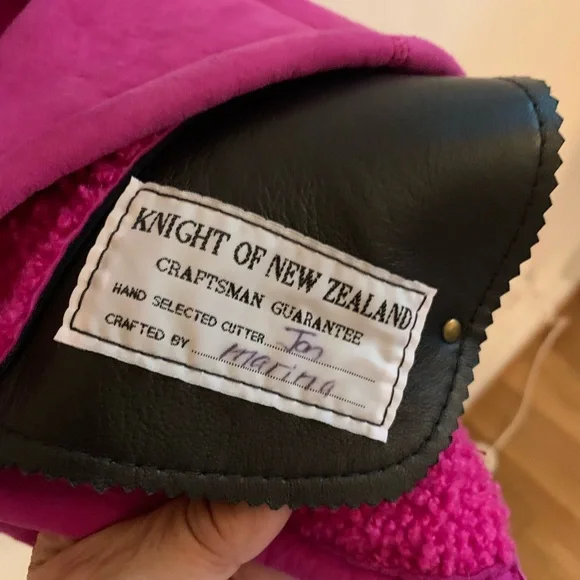 KNIGHT OF NEW ZEALAND
CRAFTSMAN GUARANTEE
HAND SELECTED CUTTER....Jon
CRAFTED BY....marina